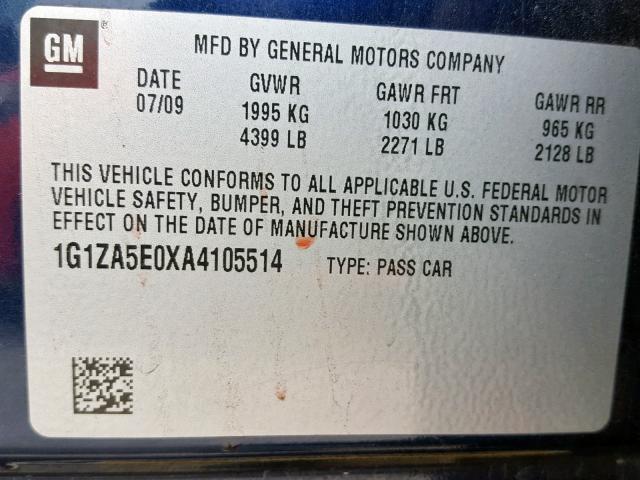 GM ®
MFD BY GENERAL MOTORS COMPANY
DATE GVWR GAWR FRT GAWR RR
07/09 1995 KG 1030 KG 965 KG
4399 LB 2271 LB 2128 LB
THIS VEHICLE CONFORMS TO ALL APPLICABLE U.S. FEDERAL MOTOR
VEHICLE SAFETY, BUMPER, AND THEFT PREVENTION STANDARDS IN
EFFECT ON THE DATE OF MANUFACTURE SHOWN ABOVE.
1G1ZA5E0XA4105514 TYPE: PASS CAR